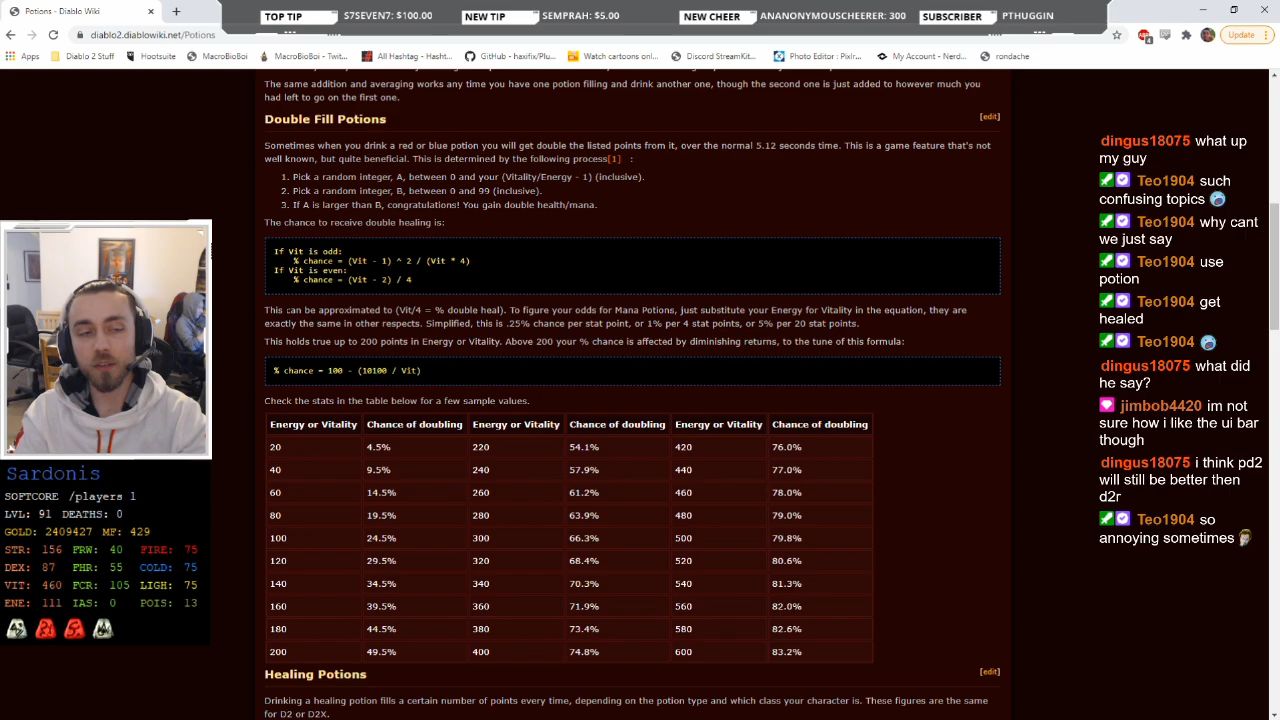 Potions - Diablo Wiki
TOP TIP S7SEVEN7: $100.00 NEW TIP SEMPRAH: $5.00 NEW CHEER ANANONYMOUSCHEERER: 300 SUBSCRIBER PTHUGGIN
diablo2.diablowiki.net/Potions
Update
Apps Diablo 2 Hootsuite MacroBioBoi MacroBioBoi - Twit... All Hashtag - Hasht... GitHub - haxifix/Plu... Watch cartoons onl... Discord StreamKit... Photo Editor : Pixlr... My Account - Nerd... rondache
The same addition and averaging works any time you have one potion filling and drink another one, though the second one is just added to however much you
had left to go on the first one.
Double Fill Potions [edit]
Sometimes when you drink a red or blue potion you will get double the listed points from it, over the normal 5.12 seconds time. This is a game feature that's not
well known, but quite beneficial. This is determined by the following process[1] :
1. Pick a random integer, A, between 0 and your (Vitality/Energy - 1) (inclusive).
2. Pick a random integer, B, between 0 and 99 (inclusive).
3. If A is larger than B, congratulations! You gain double health/mana.
The chance to receive double healing is:
If Vit is odd:
% chance = (Vit - 1) ^ 2 / (Vit * 4)
If Vit is even:
% chance = (Vit - 2) / 4
This can be approximated to (Vit/4 = % double heal). To figure your odds for Mana Potions, just substitute your Energy for Vitality in the equation, they are
exactly the same in other respects. Simplified, this is .25% chance per stat point, or 1% per 4 stat points, or 5% per 20 stat points.
This holds true up to 200 points in Energy or Vitality. Above 200 your % chance is affected by diminishing returns, to the tune of this formula:
% chance = 100 - (10100 / Vit)
Check the stats in the table below for a few sample values.
Energy or Vitality Chance of doubling Energy or Vitality Chance of doubling Energy or Vitality Chance of doubling
20 4.5% 220 54.1% 420 76.0%
40 9.5% 240 57.9% 440 77.0%
60 14.5% 260 61.2% 460 78.0%
80 19.5% 280 63.9% 480 79.0%
100 24.5% 300 66.3% 500 79.8%
120 29.5% 320 68.4% 520 80.6%
140 34.5% 340 70.3% 540 81.3%
160 39.5% 360 71.9% 560 82.0%
180 44.5% 380 73.4% 580 82.6%
200 49.5% 400 74.8% 600 83.2%
Healing Potions [edit]
Drinking a healing potion fills a certain number of points every time, depending on the potion type and which class your character is. These figures are the same
for D2 or D2X.
Sardonis
SOFTCORE /players 1
LVL: 91 DEATHS: 0
GOLD: 2409427 MF: 429
STR: 156 FRW: 40 FIRE: 75
DEX: 87 FHR: 55 COLD: 75
VIT: 460 FCR: 105 LIGH: 75
ENE: 111 IAS: 0 POIS: 13
dingus18075 what up
my guy
Teo1904 such
confusing topics
Teo1904 why cant
we just say
Teo1904 use
potion
Teo1904 get
healed
Teo1904
dingus18075 what did
he say?
jimbob4420 im not
sure how i like the ui bar
though
dingus18075 i think pd2
will still be better then
d2r
Teo1904 so
annoying sometimes